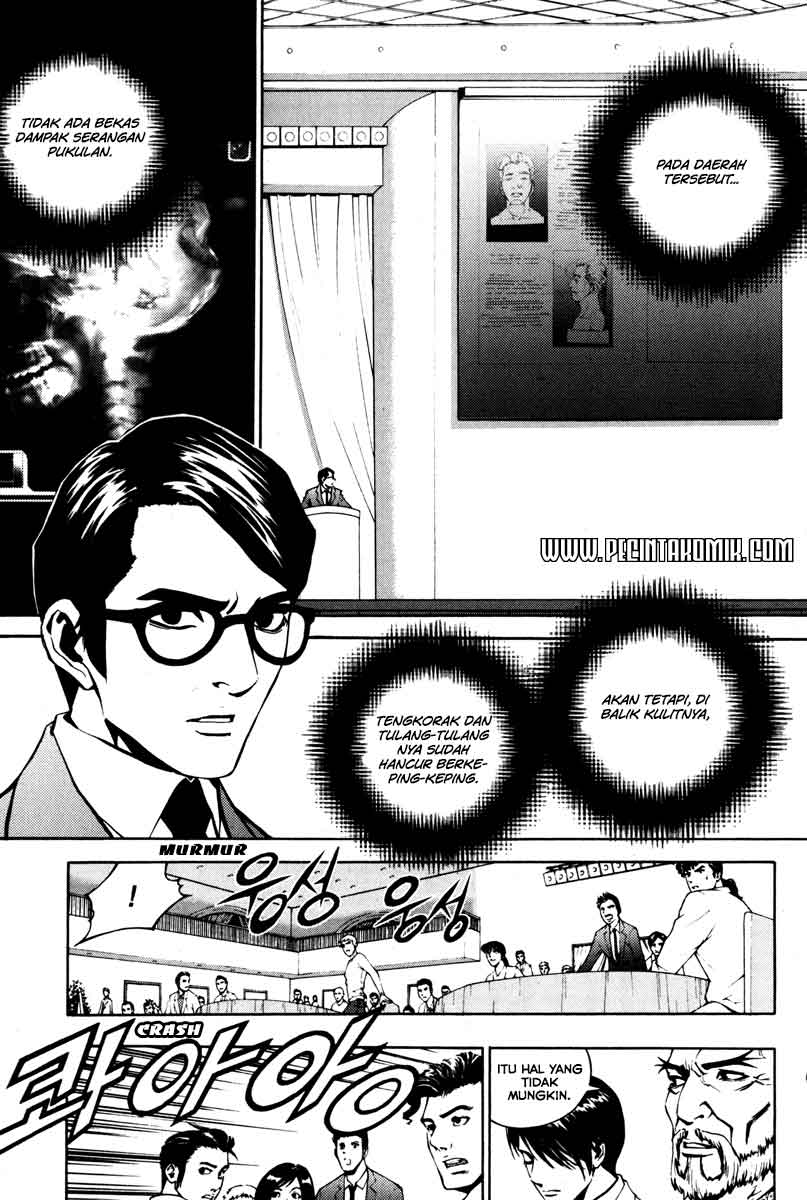 PADA DAERAH
TERSEBUT...
TIDAK ADA BEKAS
DAMPAK SERANGAN
PUKULAN.
WWW.PECINTAKOMIK.COM
AKAN TETAPI, DI
BALIK KULITNYA,
TENGKORAK DAN
TULANG-TULANG
NYA SUDAH
HANCUR BERKE-
PING-KEPING.
MURMUR
웅성 웅성
!
CRASH
콰아앙
ITU HAL YANG
TIDAK
MUNGKIN.